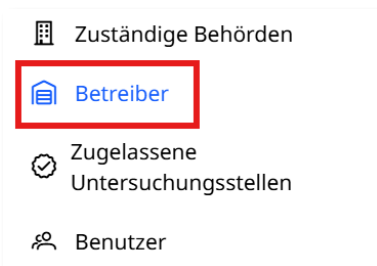 Zuständige Behörden
Betreiber
Zugelassene
Untersuchungsstellen
Benutzer